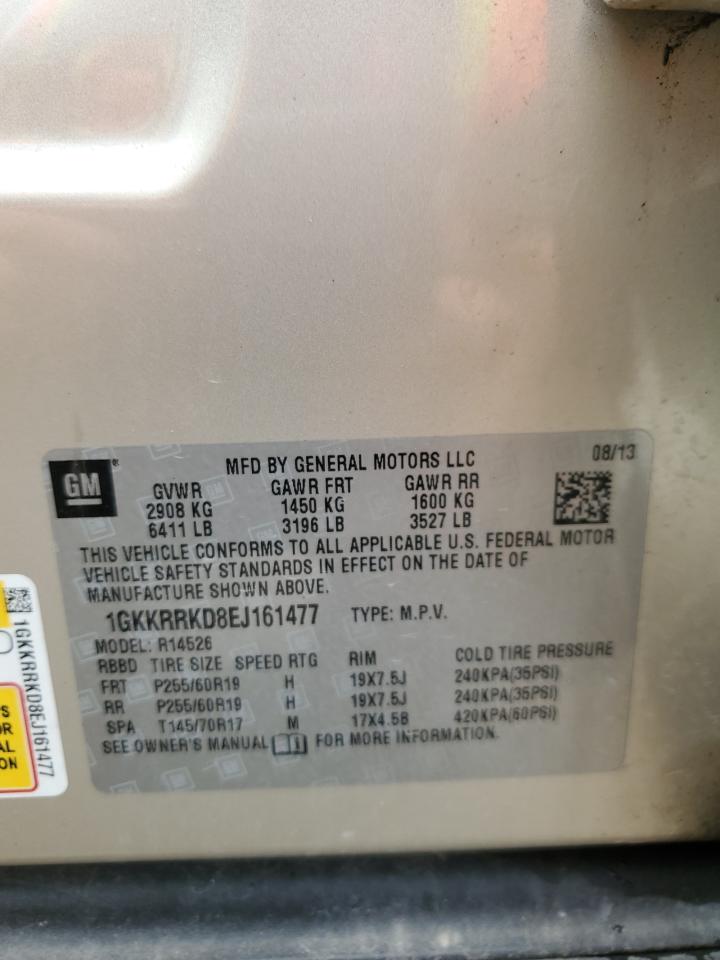 GM
MFD BY GENERAL MOTORS LLC
08/13
GVWR GAWR FRT GAWR RR
2908 KG 1450 KG 1600 KG
6411 LB 3196 LB 3527 LB
THIS VEHICLE CONFORMS TO ALL APPLICABLE U.S. FEDERAL MOTOR
VEHICLE SAFETY STANDARDS IN EFFECT ON THE DATE OF
MANUFACTURE SHOWN ABOVE.
1GKKRRKD8EJ161477 TYPE: M.P.V.
MODEL: R14526
RBBD TIRE SIZE SPEED RTG RIM COLD TIRE PRESSURE
FRT P255/60R19 H 19X7.5J 240KPA(35PSI)
RR P255/60R19 H 19X7.5J 240KPA(35PSI)
SPA T145/70R17 M 17X4.5B 420KPA(60PSI)
SEE OWNER'S MANUAL FOR MORE INFORMATION.
1GKKRRKD8EJ161477